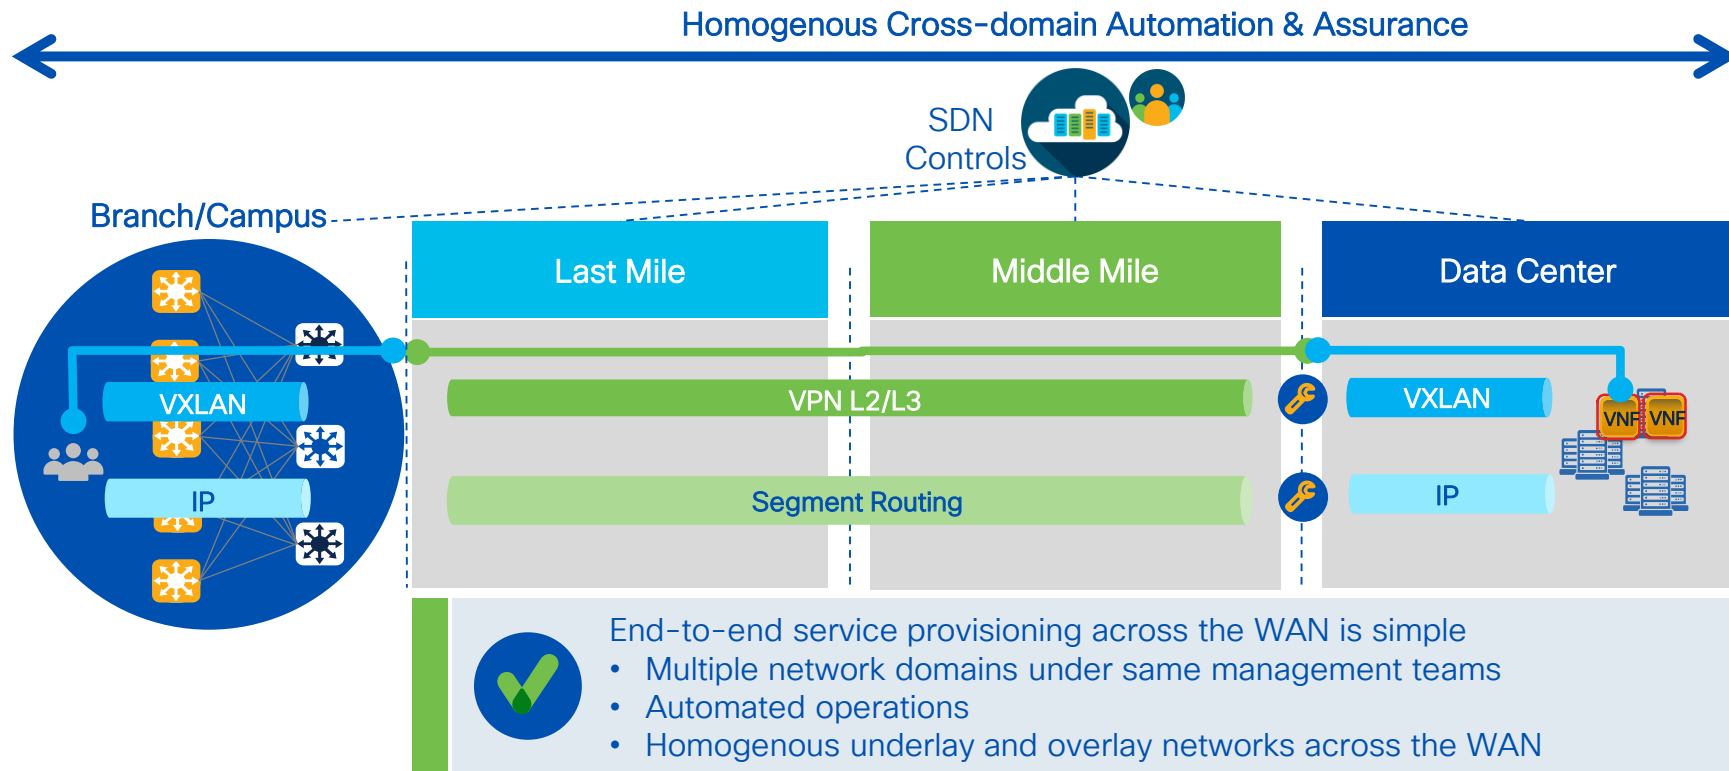 Homogenous Cross-domain Automation & Assurance
SDN
Controls
Branch/Campus
Last Mile
Middle Mile
Data Center
VXLAN
VPN L2/L3
VXLAN
VNF
VNF
IP
Segment Routing
IP
End-to-end service provisioning across the WAN is simple
• Multiple network domains under same management teams
• Automated operations
• Homogenous underlay and overlay networks across the WAN